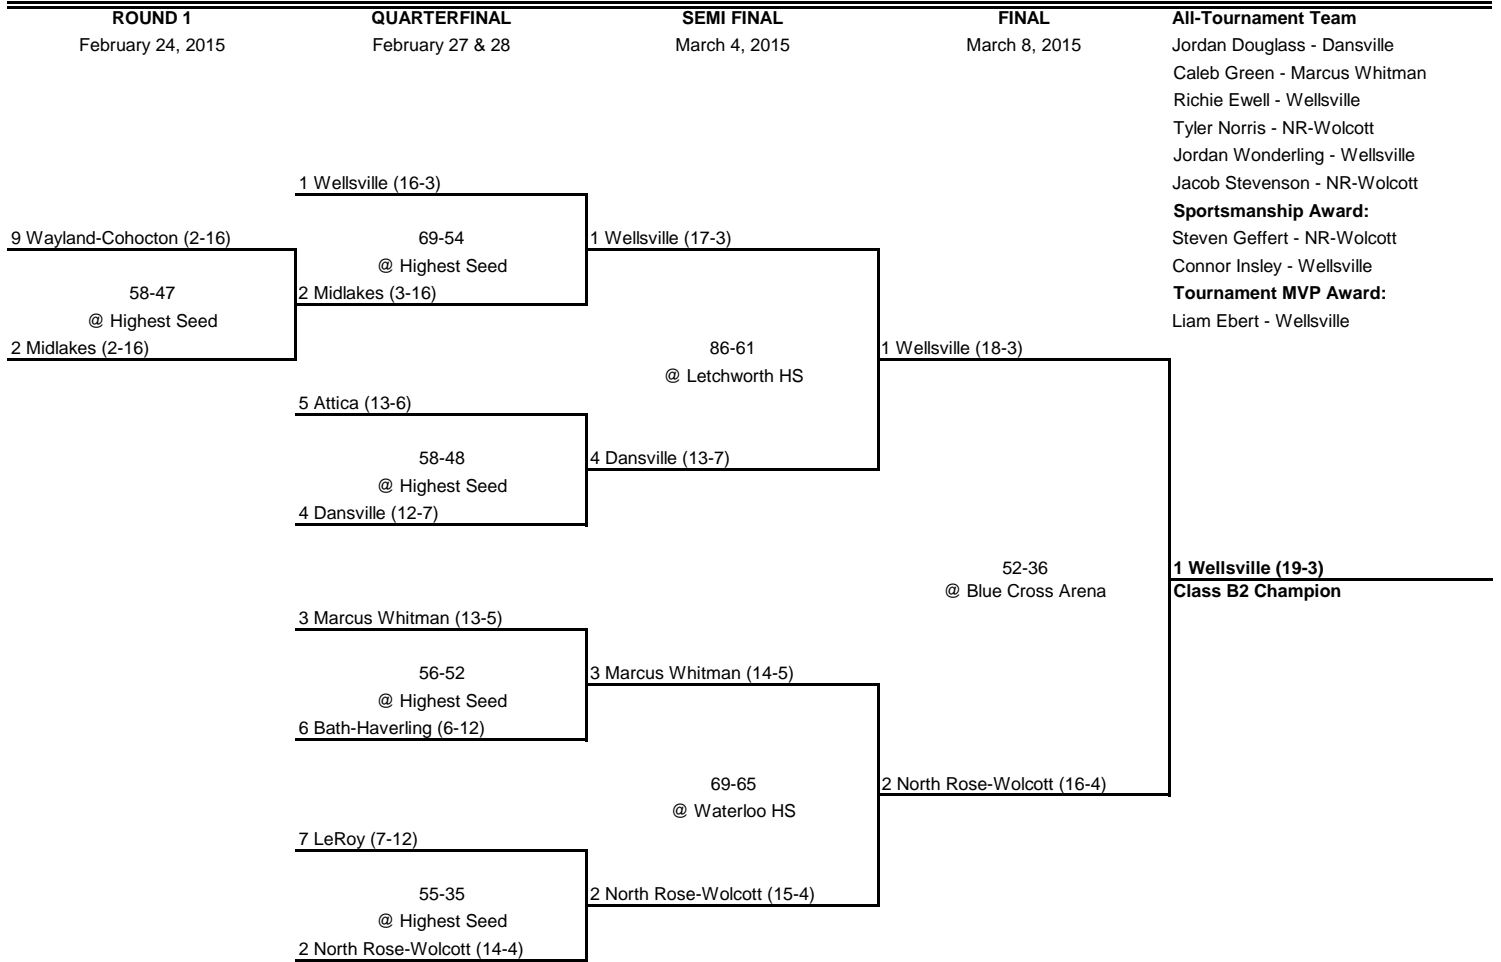 ROUND 1
February 24, 2015
QUARTERFINAL
February 27 & 28
SEMI FINAL
March 4, 2015
FINAL
March 8, 2015
All-Tournament Team
Jordan Douglass - Dansville
Caleb Green - Marcus Whitman
Richie Ewell - Wellsville
Tyler Norris - NR-Wolcott
Jordan Wonderling - Wellsville
Jacob Stevenson - NR-Wolcott
Sportsmanship Award:
Steven Geffert - NR-Wolcott
Connor Insley - Wellsville
Tournament MVP Award:
Liam Ebert - Wellsville
9 Wayland-Cohocton (2-16)
58-47
@ Highest Seed
2 Midlakes (2-16)
1 Wellsville (16-3)
69-54
@ Highest Seed
2 Midlakes (3-16)
5 Attica (13-6)
58-48
@ Highest Seed
4 Dansville (12-7)
3 Marcus Whitman (13-5)
56-52
@ Highest Seed
6 Bath-Haverling (6-12)
7 LeRoy (7-12)
55-35
@ Highest Seed
2 North Rose-Wolcott (14-4)
1 Wellsville (17-3)
86-61
@ Letchworth HS
4 Dansville (13-7)
3 Marcus Whitman (14-5)
69-65
@ Waterloo HS
2 North Rose-Wolcott (15-4)
1 Wellsville (18-3)
52-36
@ Blue Cross Arena
2 North Rose-Wolcott (16-4)
1 Wellsville (19-3)
Class B2 Champion